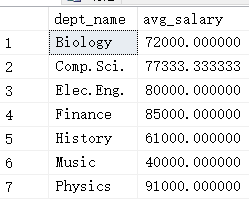 dept_name avg_salary
1 Biology 72000.000000
2 Comp.Sci. 77333.333333
3 Elec.Eng. 80000.000000
4 Finance 85000.000000
5 History 61000.000000
6 Music 40000.000000
7 Physics 91000.000000